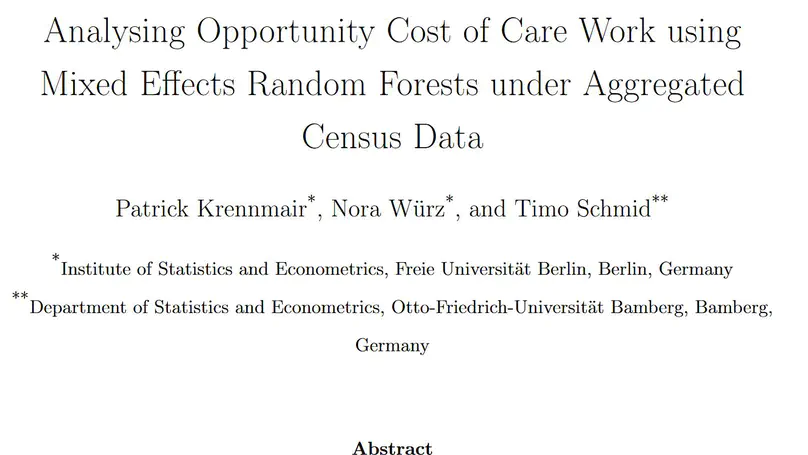 Analysing Opportunity Cost of Care Work using
Mixed Effects Random Forests under Aggregated
Census Data
Patrick Krennmair*, Nora Würz*, and Timo Schmid**
*Institute of Statistics and Econometrics, Freie Universität Berlin, Berlin, Germany
**Department of Statistics and Econometrics, Otto-Friedrich-Universität Bamberg, Bamberg,
Germany
Abstract